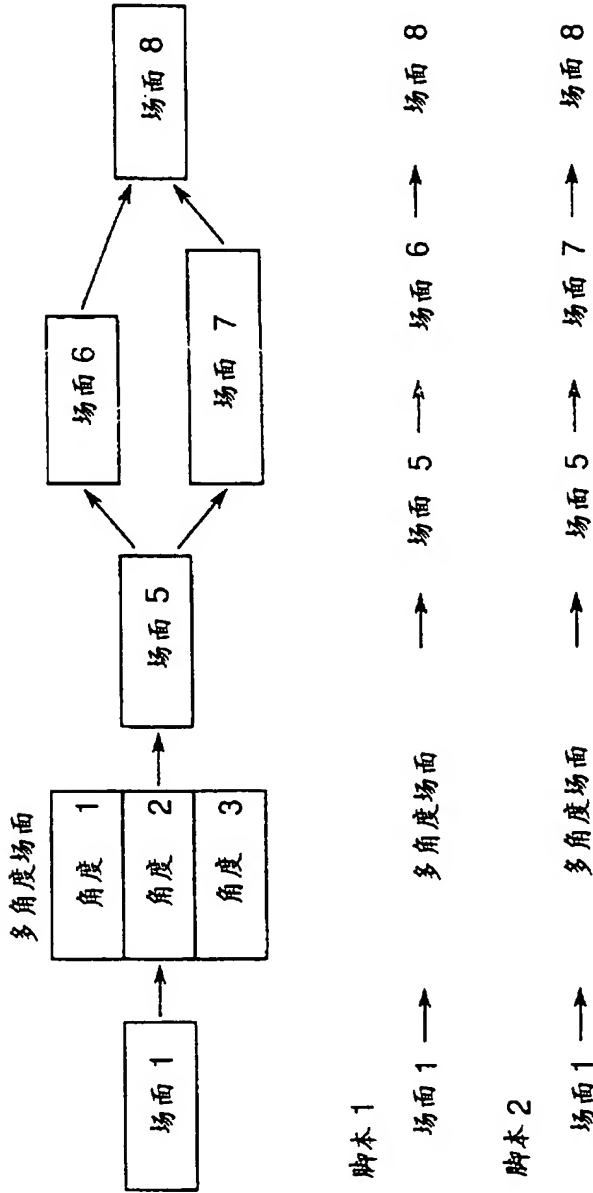 多角度场面
场面 1
角度 1
角度 2
角度 3
场面 5
场面 6
场面 7
场面 8
脚本 1
场面 1 → 多角度场面 → 场面 5 → 场面 6 → 场面 8
脚本 2
场面 1 → 多角度场面 → 场面 5 → 场面 7 → 场面 8